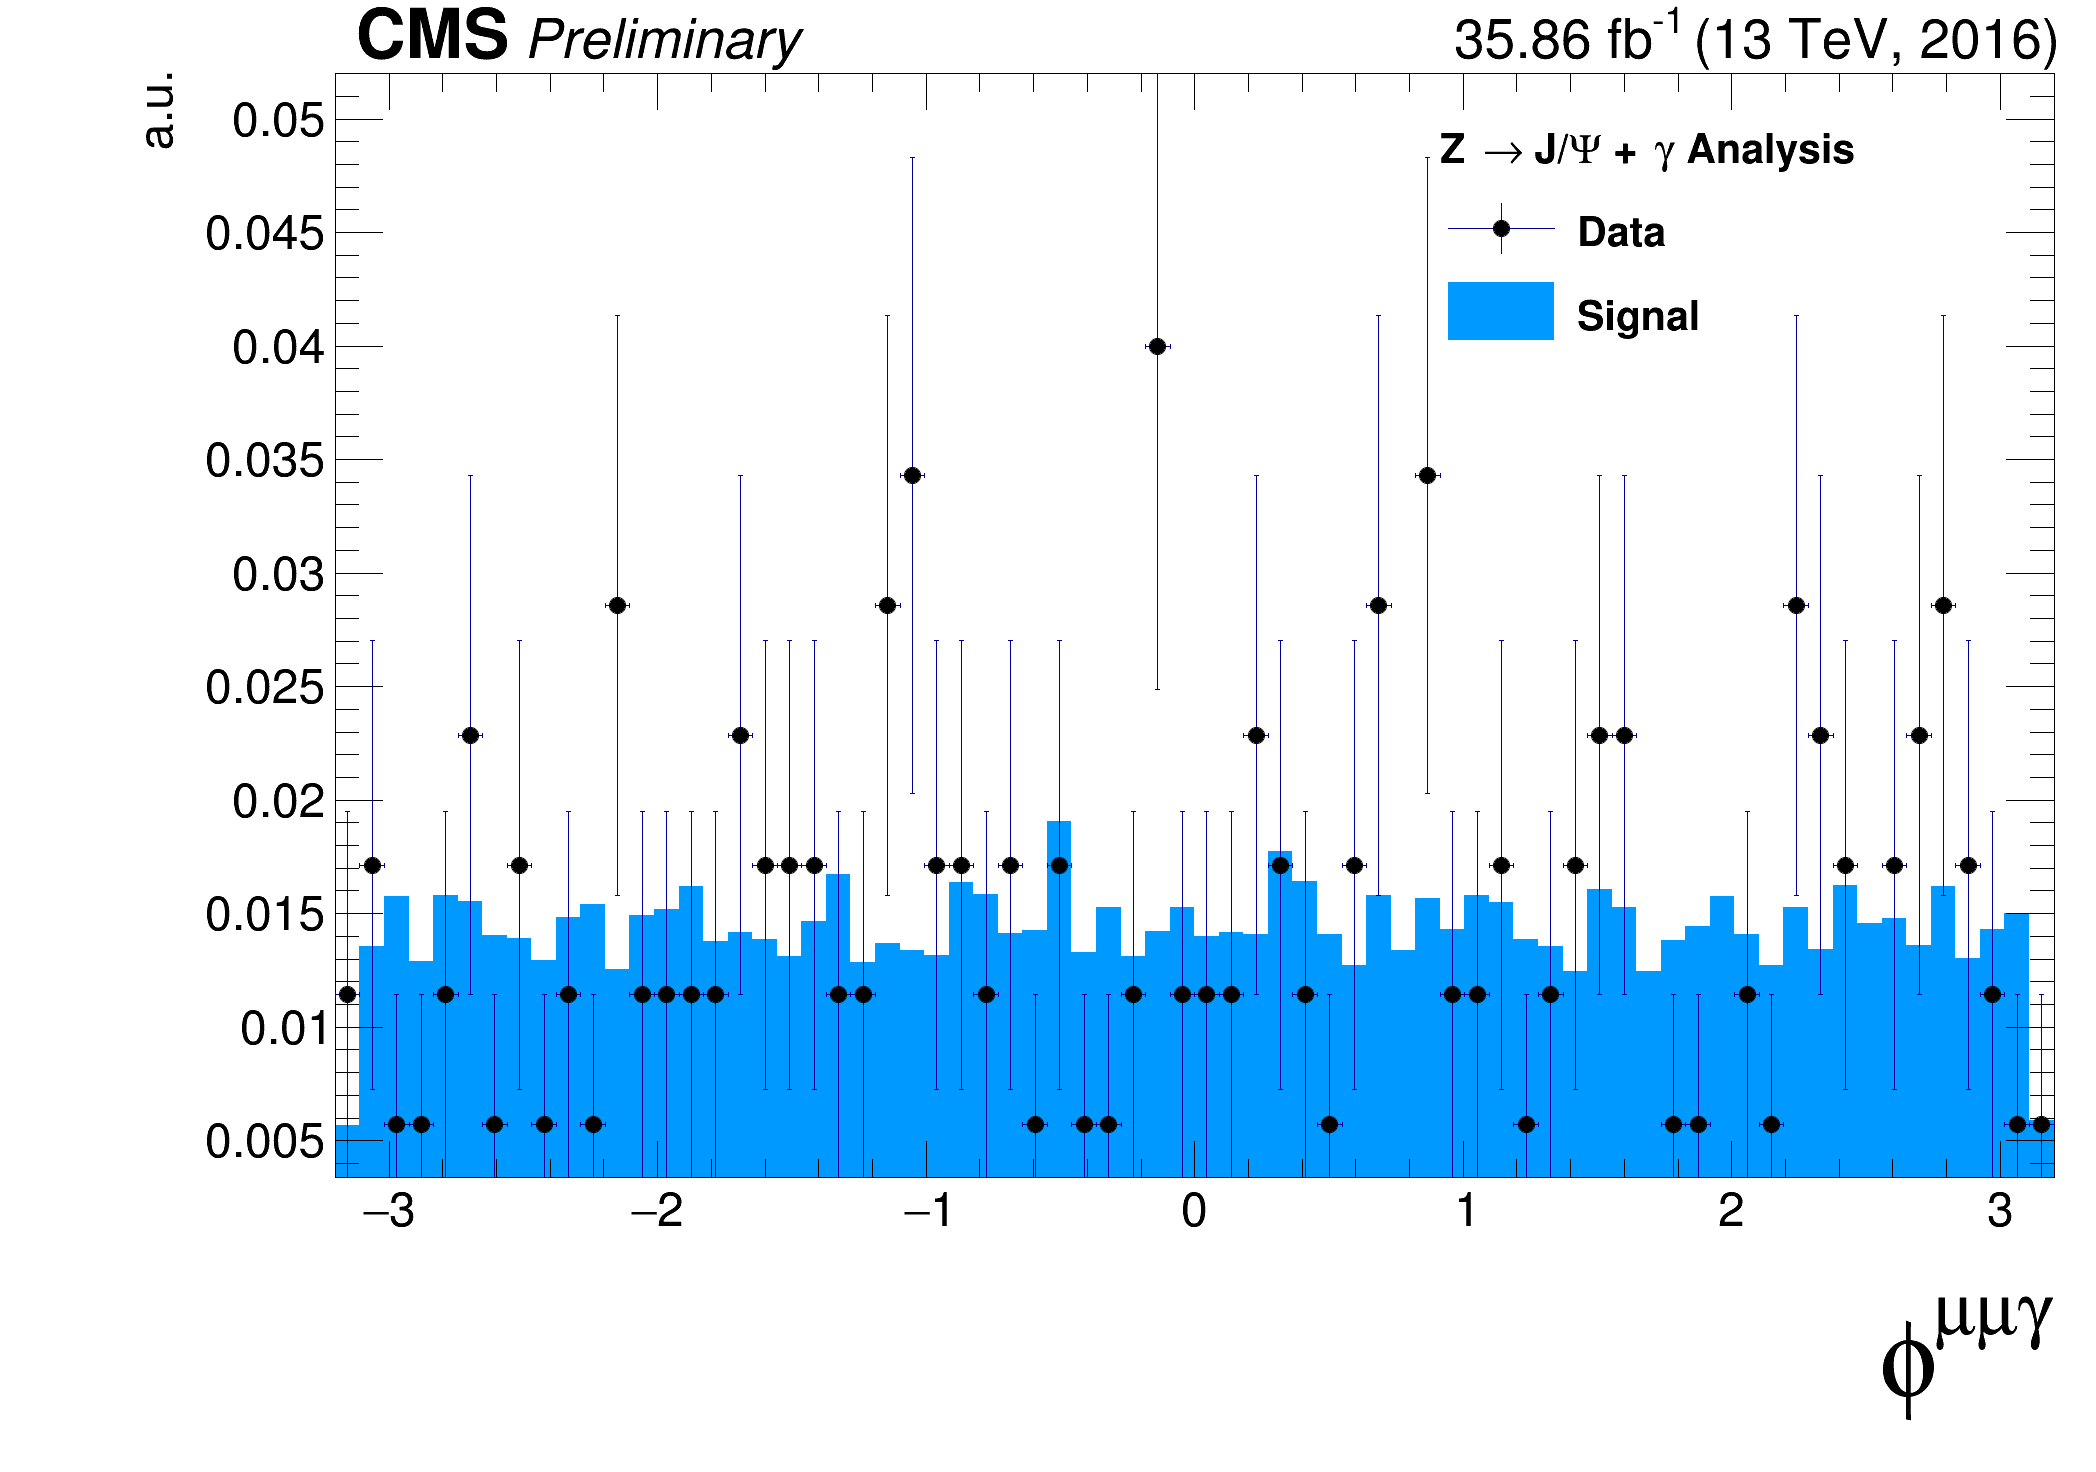 CMS Preliminary
35.86 fb⁻¹ (13 TeV, 2016)
a.u.
0.05
0.045
0.04
0.035
0.03
0.025
0.02
0.015
0.01
0.005
Z → J/Ψ + γ Analysis
Data
Signal
−3 −2 −1 0 1 2 3
ϕ^μμγ